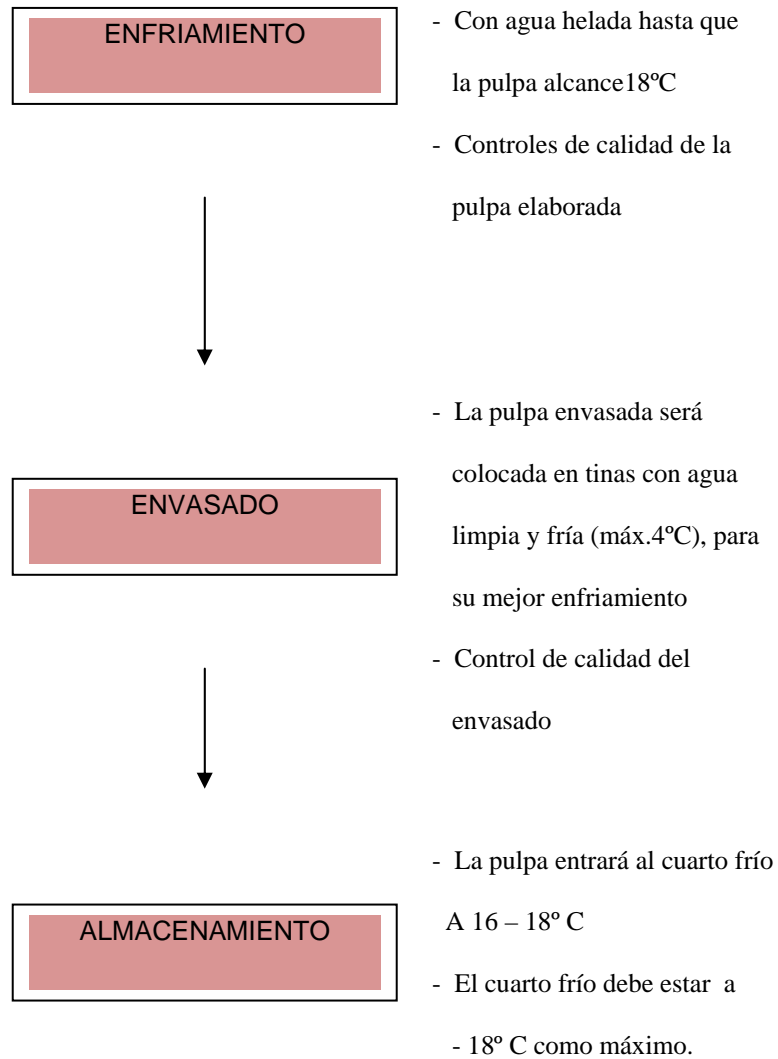 ENFRIAMIENTO
- Con agua helada hasta que
la pulpa alcance18ºC
- Controles de calidad de la
pulpa elaborada
ENVASADO
- La pulpa envasada será
colocada en tinas con agua
limpia y fría (máx.4ºC), para
su mejor enfriamiento
- Control de calidad del
envasado
ALMACENAMIENTO
- La pulpa entrará al cuarto frío
A 16 – 18º C
- El cuarto frío debe estar a
- 18º C como máximo.